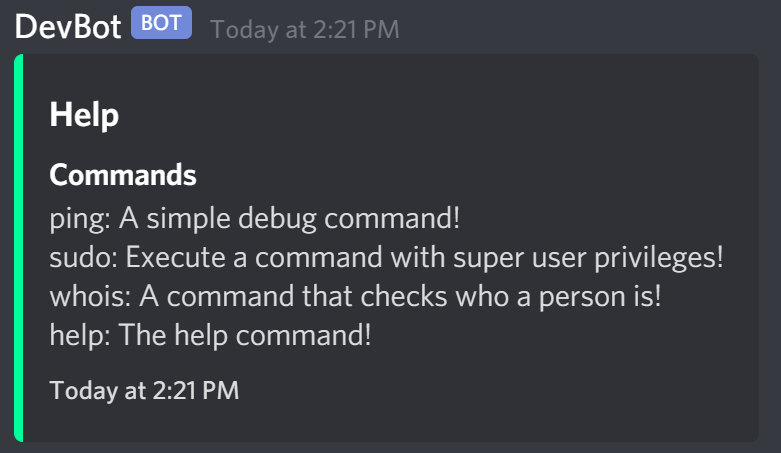 DevBot BOT Today at 2:21 PM
Help
Commands
ping: A simple debug command!
sudo: Execute a command with super user privileges!
whois: A command that checks who a person is!
help: The help command!
Today at 2:21 PM